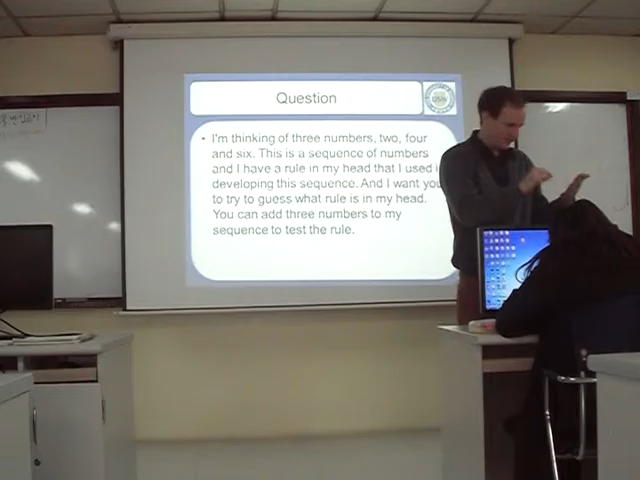 Question
• I'm thinking of three numbers, two, four
and six. This is a sequence of numbers
and I have a rule in my head that I used i
developing this sequence. And I want you
to try to guess what rule is in my head.
You can add three numbers to my
sequence to test the rule.